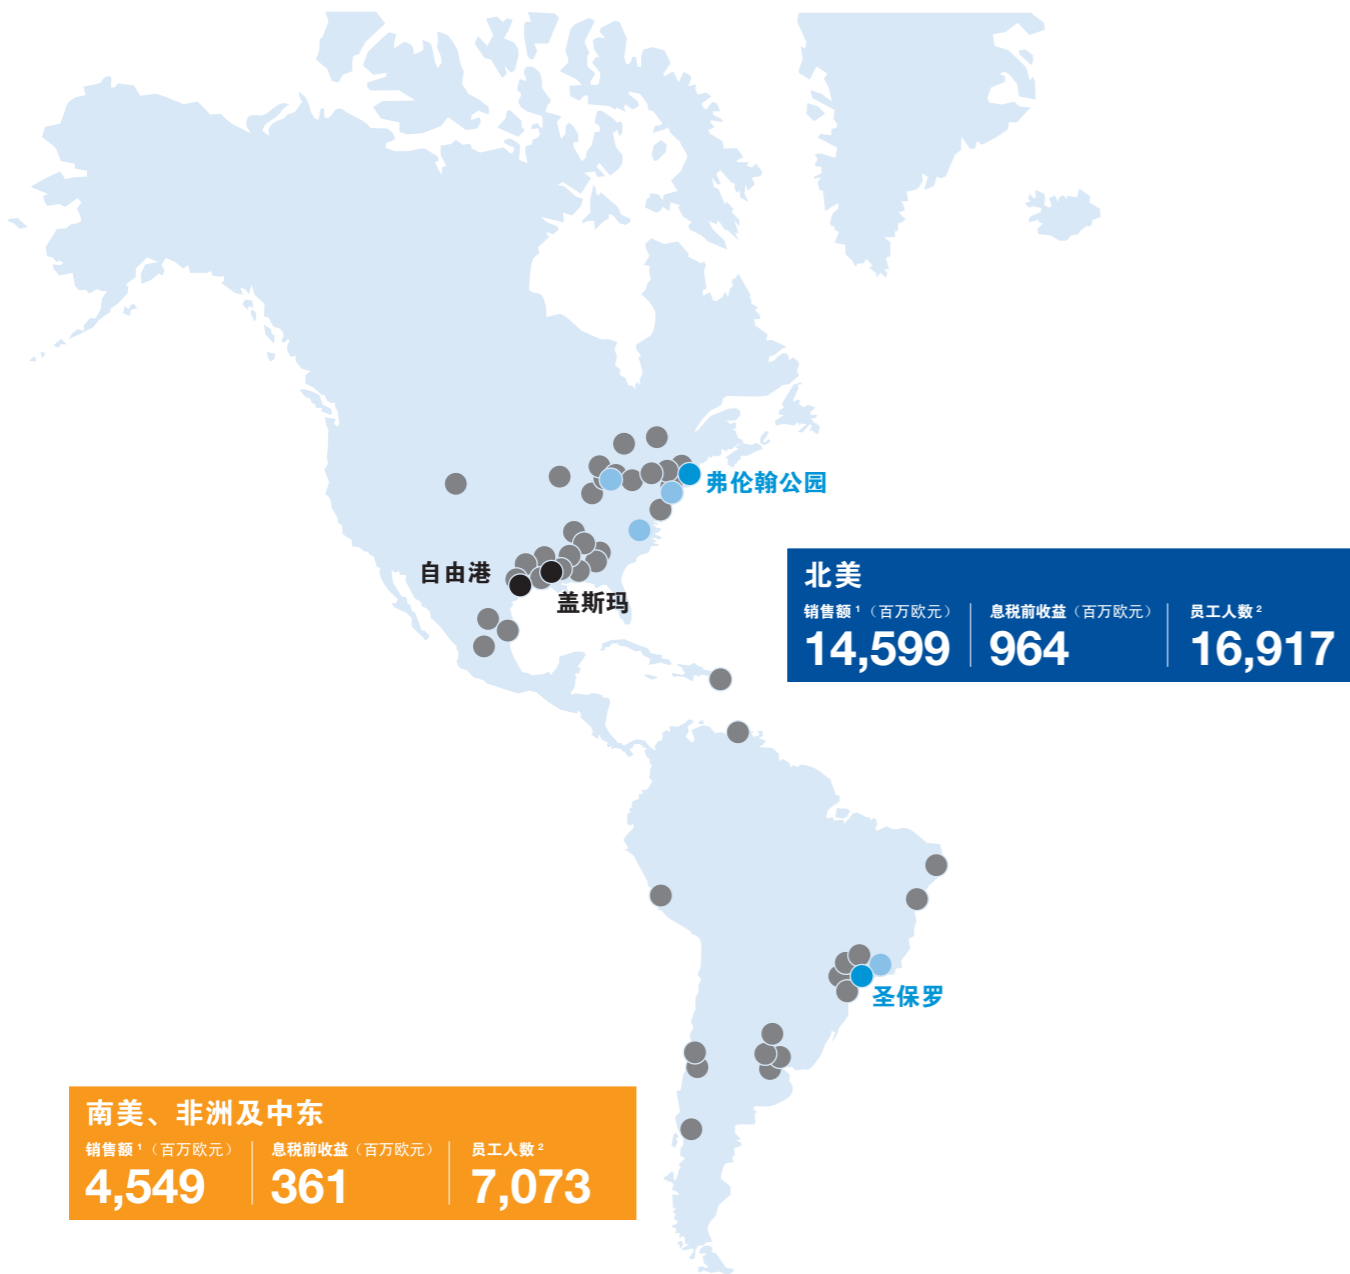 弗伦翰公园
自由港
盖斯玛
北美
销售额¹（百万欧元） 息税前收益（百万欧元） 员工人数²
14,599 964 16,917
圣保罗
南美、非洲及中东
销售额¹（百万欧元） 息税前收益（百万欧元） 员工人数²
4,549 361 7,073